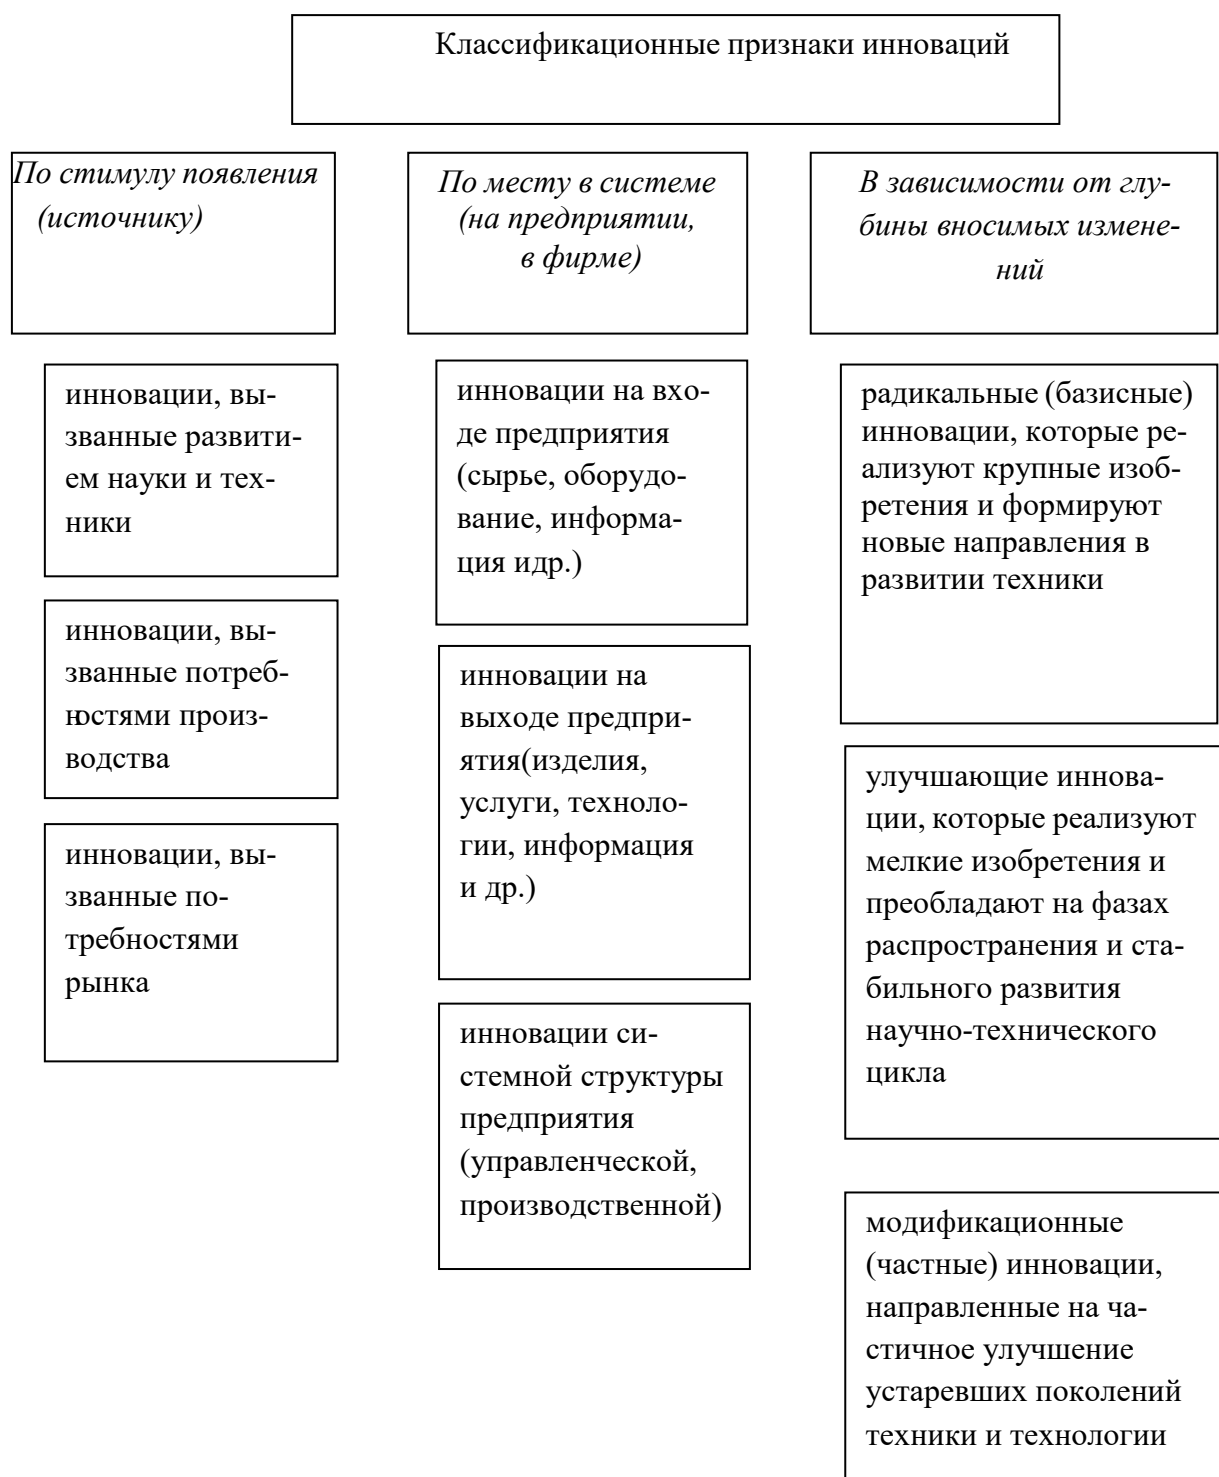 Классификационные признаки инноваций
По стимулу появления
(источнику)
По месту в системе
(на предприятии,
в фирме)
В зависимости от глу-
бины вносимых измене-
ний
инновации, вы-
званные развити-
ем науки и тех-
ники
инновации, вы-
званные потреб-
ностями произ-
водства
инновации, вы-
званные по-
требностями
рынка
инновации на вхо-
де предприятия
(сырье, оборудо-
вание, информа-
ция идр.)
инновации на
выходе предпри-
ятия(изделия,
услуги, техноло-
гии, информация
и др.)
инновации си-
стемной структуры
предприятия
(управленческой,
производственной)
радикальные (базисные)
инновации, которые ре-
ализуют крупные изоб-
ретения и формируют
новые направления в
развитии техники
улучшающие иннова-
ции, которые реализуют
мелкие изобретения и
преобладают на фазах
распространения и ста-
бильного развития
научно-технического
цикла
модификационные
(частные) инновации,
направленные на ча-
стичное улучшение
устаревших поколений
техники и технологии